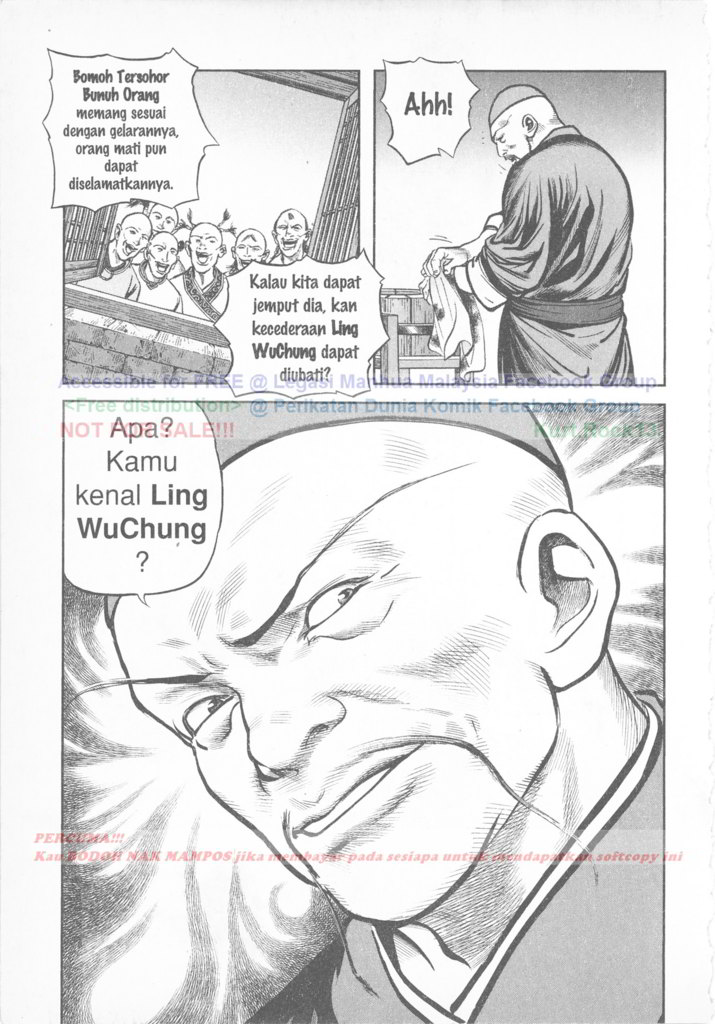 Bomoh Tersohor
Bunuh Orang
memang sesuai
dengan gelarannya,
orang mati pun
dapat
diselamatkannya.
Kalau kita dapat
jemput dia, kan
kecederaan Ling
WuChung dapat
diubati?
Ahh!
Accessible for FREE @ Legasi Manhua Malaysia Facebook Group
<Free distribution> @ Perikatan Dunia Komik Facebook Group
NOT FOR SALE!!!
Kurt.Rock13.
Apa?
Kamu
kenal Ling
WuChung
?
PERCUMA!!!
Kau BODOH NAK MAMPOS jika membayar pada sesiapa untuk mendapatkan softcopy ini